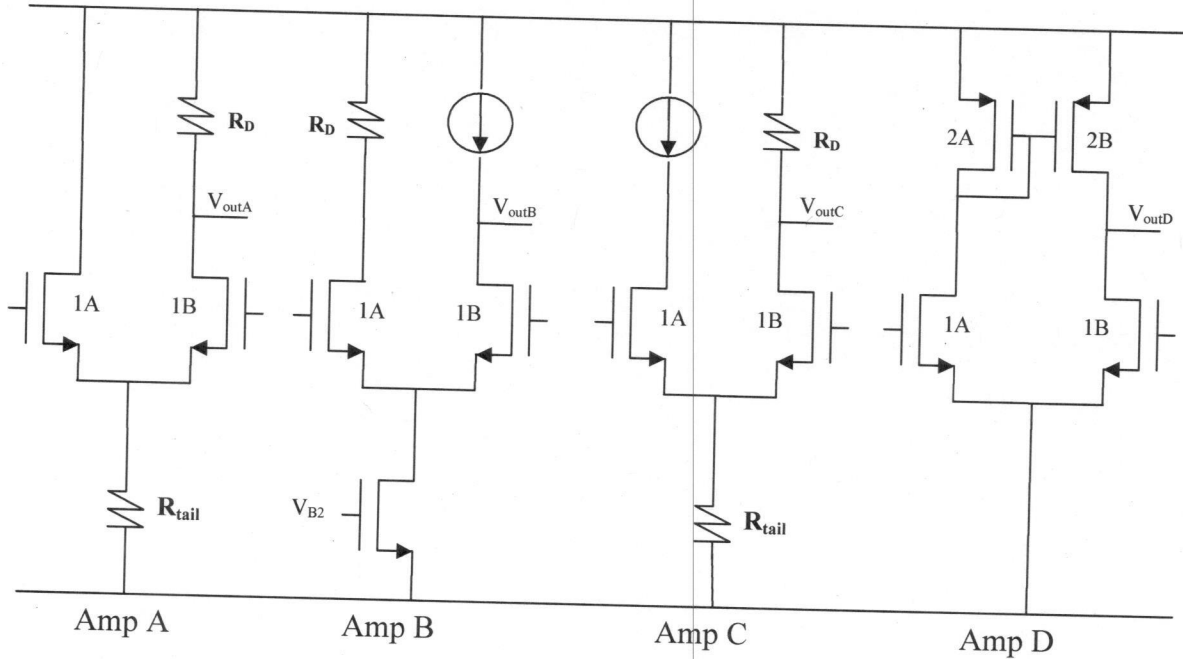 R_D
V_outA
1A
1B
R_tail
Amp A
R_D
V_outB
1A
1B
V_B2
Amp B
R_D
V_outC
1A
1B
R_tail
Amp C
2A
2B
V_outD
1A
1B
Amp D